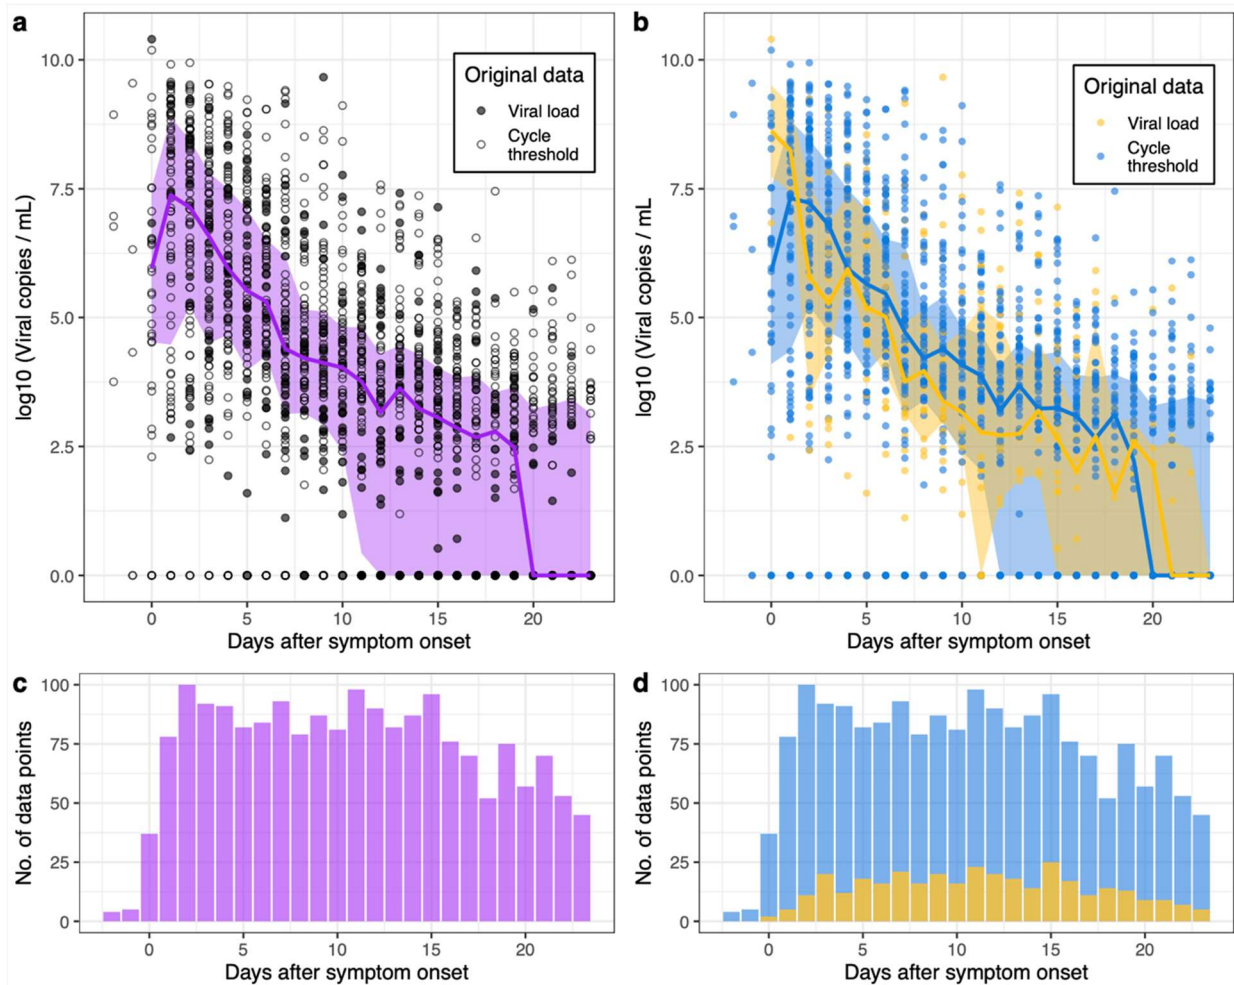 a
log10 (Viral copies / mL)
10.0
7.5
5.0
2.5
0.0
Original data
Viral load
Cycle
threshold
0
5
10
15
20
Days after symptom onset
b
log10 (Viral copies / mL
10.0
7.5
5.0
2.5
0.0
Original data
Viral load
Cycle
threshold
0
5
10
15
20
Days after symptom onset
c
No. of data points
100
75
50
25
0
0
5
10
15
20
Days after symptom onset
d
No. of data points
100
75
50
25
0
0
5
10
15
20
Days after symptom onset